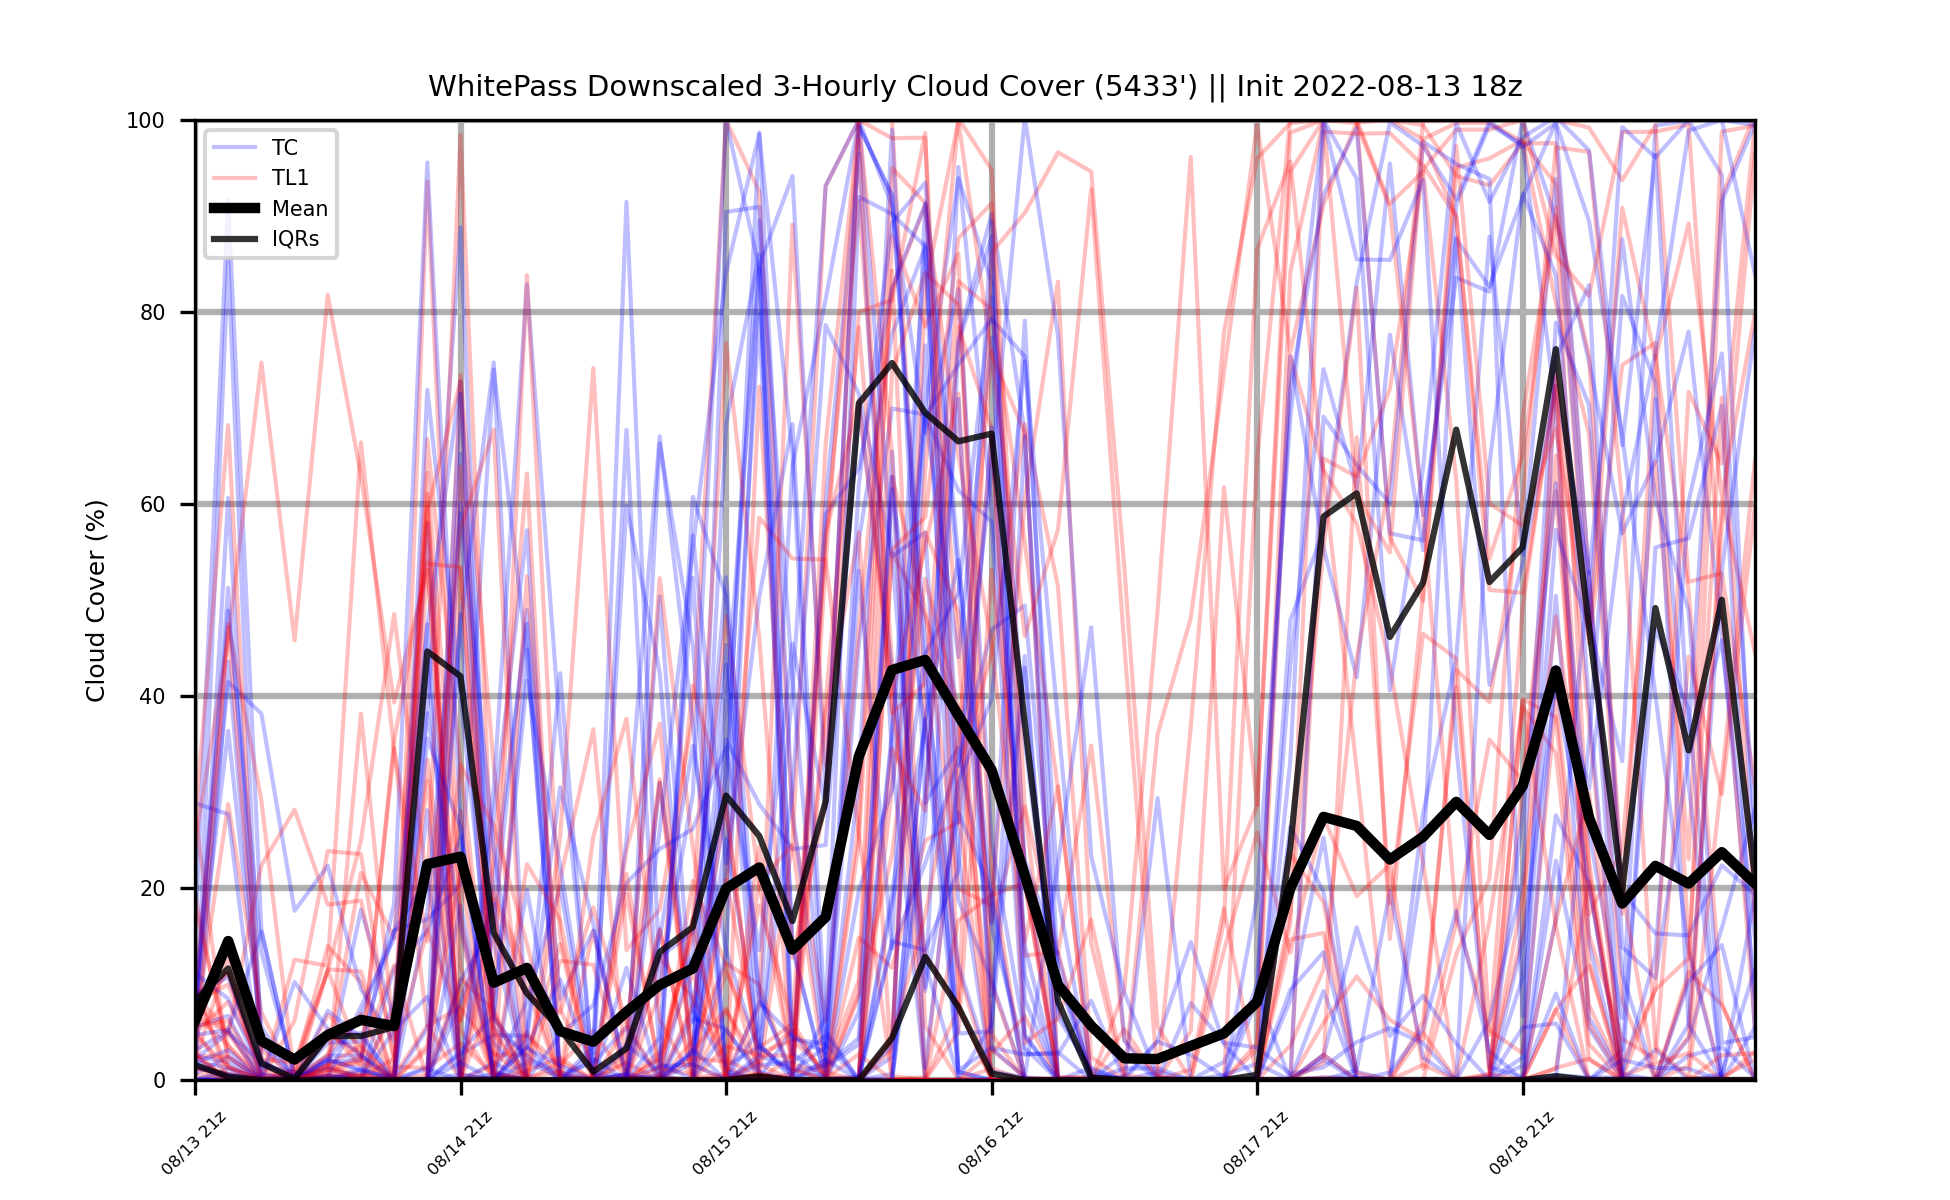 WhitePass Downscaled 3-Hourly Cloud Cover (5433') || Init 2022-08-13 18z
100
80
60
40
20
0
Cloud Cover (%)
TC
TL1
Mean
IQRs
08/13 21z
08/14 21z
08/15 21z
08/16 21z
08/17 21z
08/18 21z